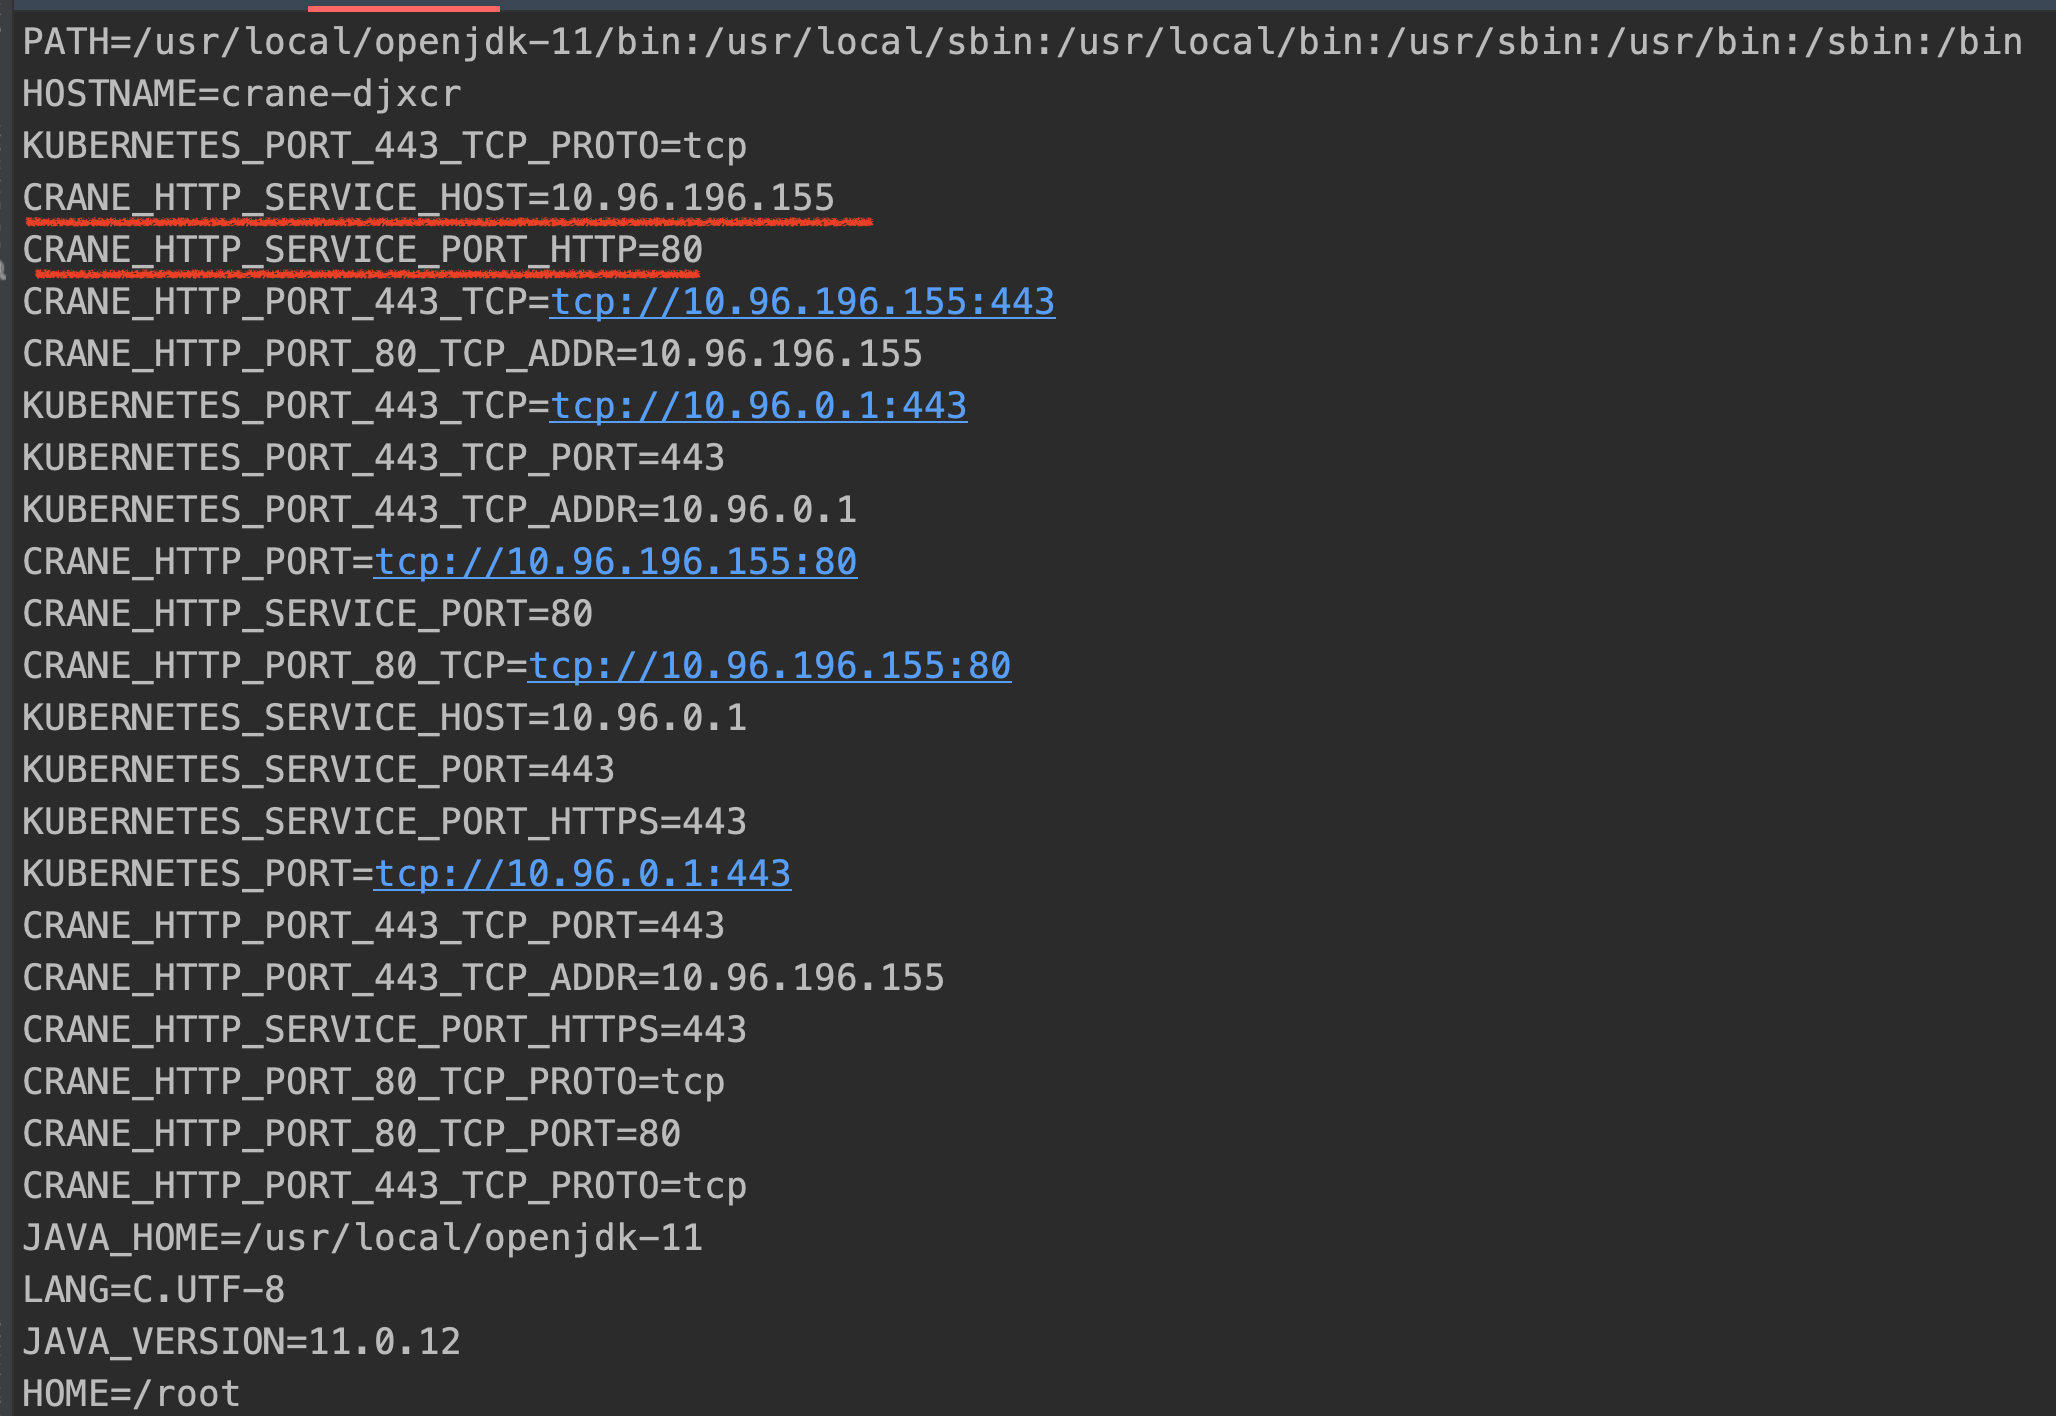 PATH=/usr/local/openjdk-11/bin:/usr/local/sbin:/usr/local/bin:/usr/sbin:/usr/bin:/sbin:/bin
HOSTNAME=crane-djxcr
KUBERNETES_PORT_443_TCP_PROTO=tcp
CRANE_HTTP_SERVICE_HOST=10.96.196.155
CRANE_HTTP_SERVICE_PORT_HTTP=80
CRANE_HTTP_PORT_443_TCP=tcp://10.96.196.155:443
CRANE_HTTP_PORT_80_TCP_ADDR=10.96.196.155
KUBERNETES_PORT_443_TCP=tcp://10.96.0.1:443
KUBERNETES_PORT_443_TCP_PORT=443
KUBERNETES_PORT_443_TCP_ADDR=10.96.0.1
CRANE_HTTP_PORT=tcp://10.96.196.155:80
CRANE_HTTP_SERVICE_PORT=80
CRANE_HTTP_PORT_80_TCP=tcp://10.96.196.155:80
KUBERNETES_SERVICE_HOST=10.96.0.1
KUBERNETES_SERVICE_PORT=443
KUBERNETES_SERVICE_PORT_HTTPS=443
KUBERNETES_PORT=tcp://10.96.0.1:443
CRANE_HTTP_PORT_443_TCP_PORT=443
CRANE_HTTP_PORT_443_TCP_ADDR=10.96.196.155
CRANE_HTTP_SERVICE_PORT_HTTPS=443
CRANE_HTTP_PORT_80_TCP_PROTO=tcp
CRANE_HTTP_PORT_80_TCP_PORT=80
CRANE_HTTP_PORT_443_TCP_PROTO=tcp
JAVA_HOME=/usr/local/openjdk-11
LANG=C.UTF-8
JAVA_VERSION=11.0.12
HOME=/root